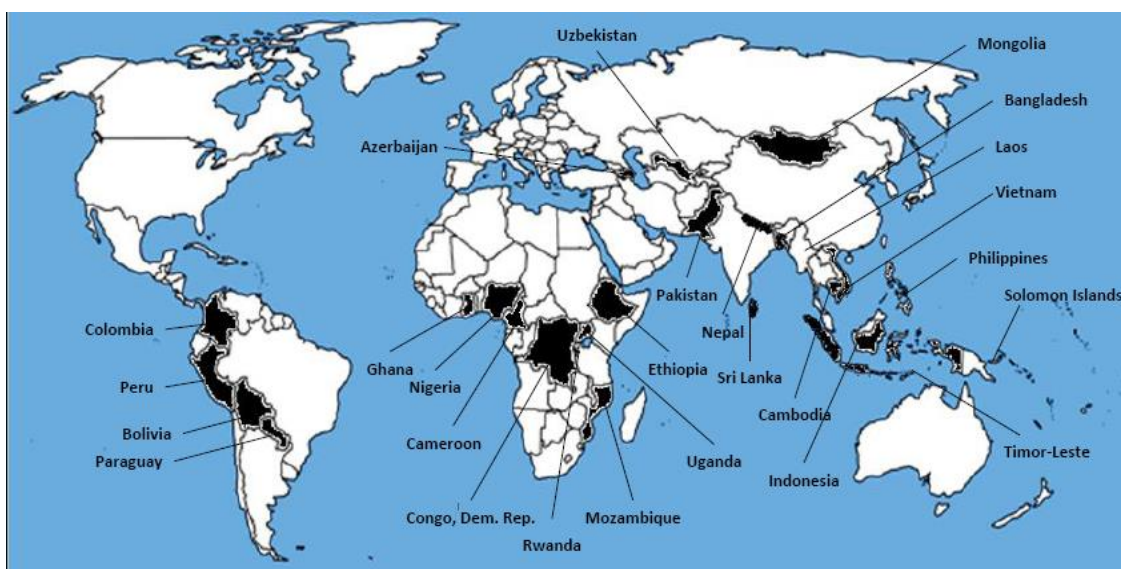 Uzbekistan
Mongolia
Bangladesh
Azerbaijan
Laos
Vietnam
Philippines
Pakistan
Solomon Islands
Colombia
Nepal
Ghana
Ethiopia
Sri Lanka
Peru
Nigeria
Cambodia
Bolivia
Cameroon
Paraguay
Uganda
Timor-Leste
Indonesia
Congo, Dem. Rep.
Mozambique
Rwanda